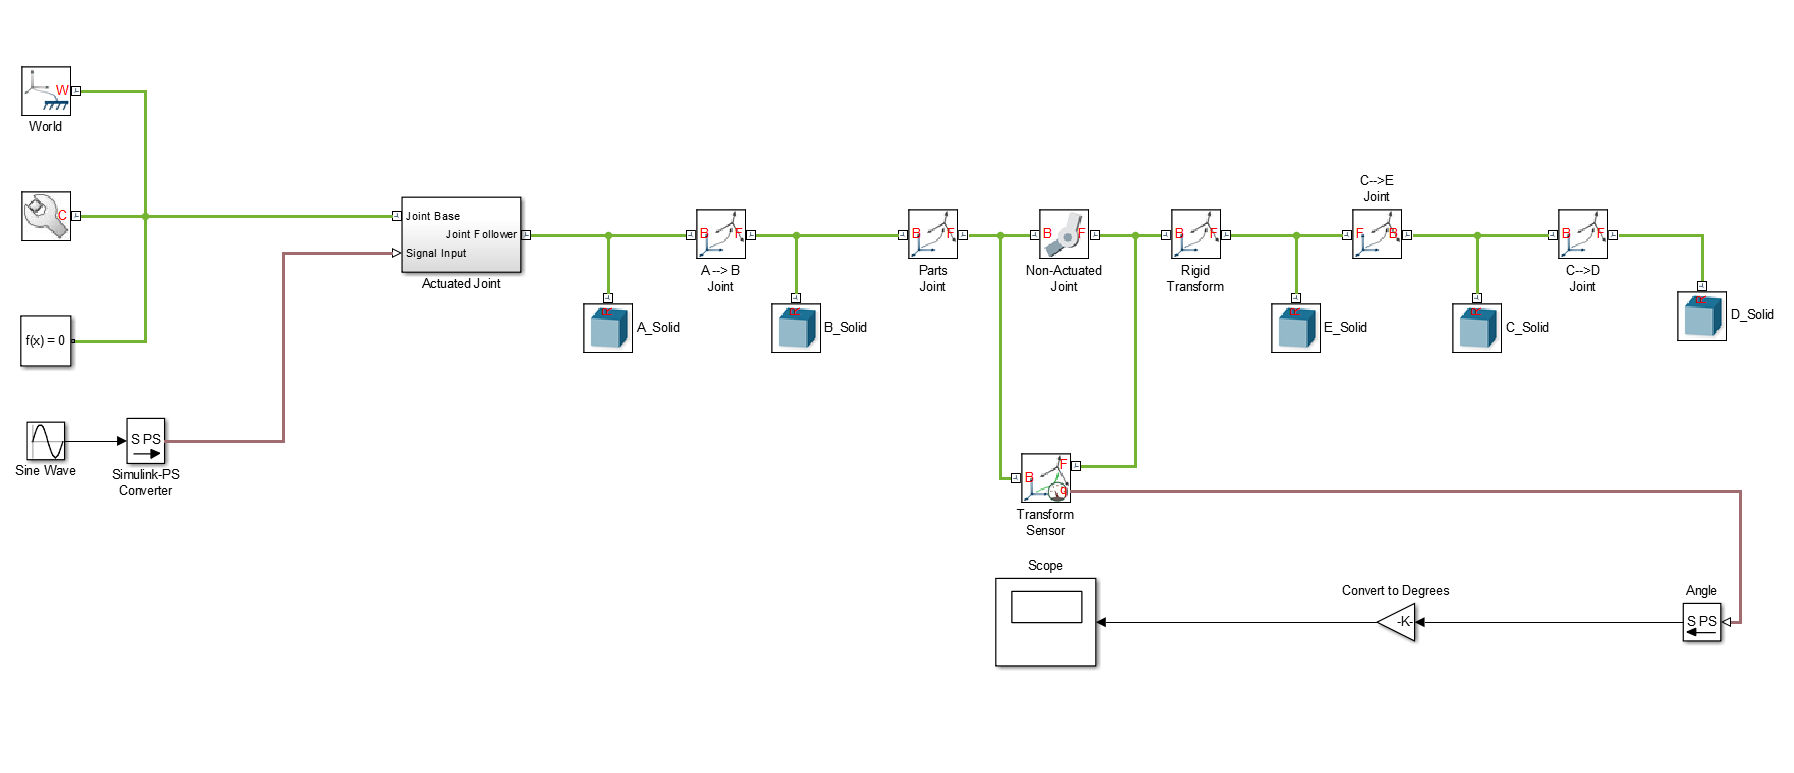 W
World
C
f(x) = 0
Sine Wave
S PS
Simulink-PS
Converter
Joint Base
Joint Follower
Signal Input
Actuated Joint
A_Solid
B
F
A --> B
Joint
B_Solid
B
F
Parts
Joint
B
F
Non-Actuated
Joint
B
F
Rigid
Transform
E_Solid
C-->E
Joint
F
B
C_Solid
B
F
C-->D
Joint
D_Solid
R
R
R
R
R
B
F
q
Transform
Sensor
Scope
Convert to Degrees
-K-
Angle
S PS